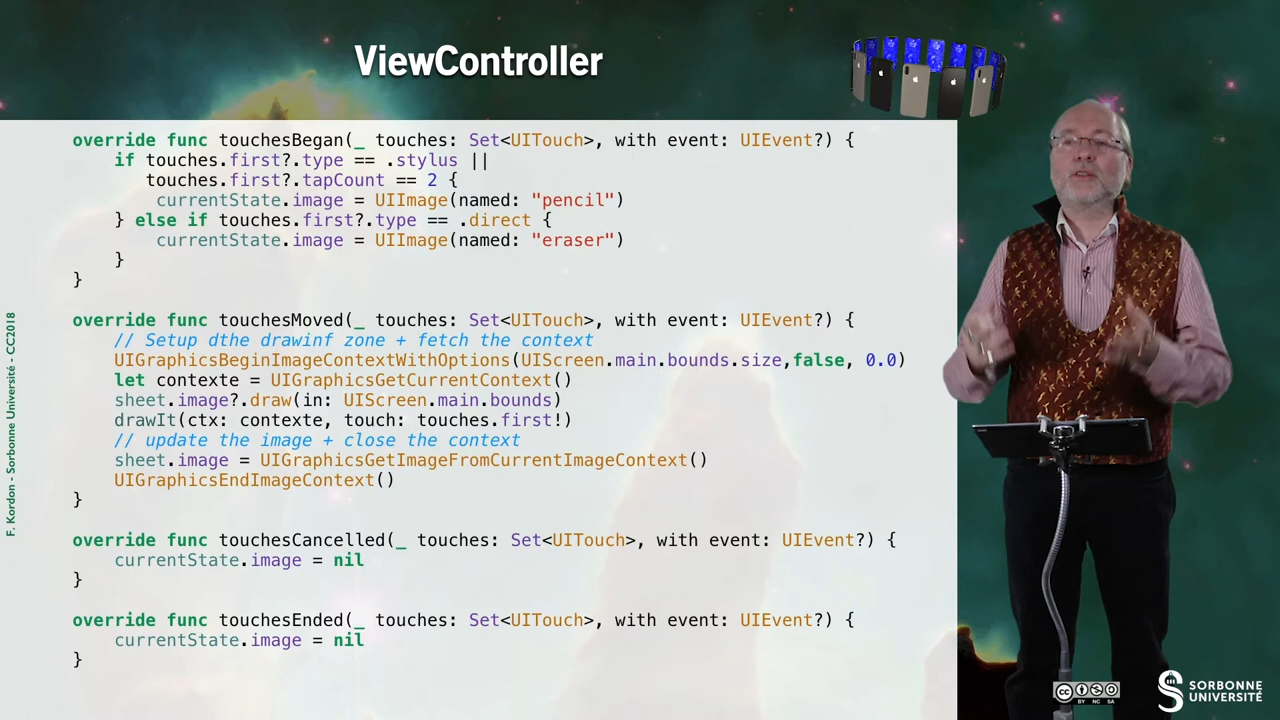 ViewController
override func touchesBegan(_ touches: Set<UITouch>, with event: UIEvent?) {
if touches.first?.type == .stylus ||
touches.first?.tapCount == 2 {
currentState.image = UIImage(named: "pencil")
} else if touches.first?.type == .direct {
currentState.image = UIImage(named: "eraser")
}
}
override func touchesMoved(_ touches: Set<UITouch>, with event: UIEvent?) {
// Setup dthe drawinf zone + fetch the context
UIGraphicsBeginImageContextWithOptions(UIScreen.main.bounds.size,false, 0.0)
let contexte = UIGraphicsGetCurrentContext()
sheet.image?.draw(in: UIScreen.main.bounds)
drawIt(ctx: contexte, touch: touches.first!)
// update the image + close the context
sheet.image = UIGraphicsGetImageFromCurrentImageContext()
UIGraphicsEndImageContext()
}
override func touchesCancelled(_ touches: Set<UITouch>, with event: UIEvent?) {
currentState.image = nil
}
override func touchesEnded(_ touches: Set<UITouch>, with event: UIEvent?) {
currentState.image = nil
}
F. Kordon - Sorbonne Université - CC2018
cc
BY NC SA
SORBONNE
UNIVERSITÉ